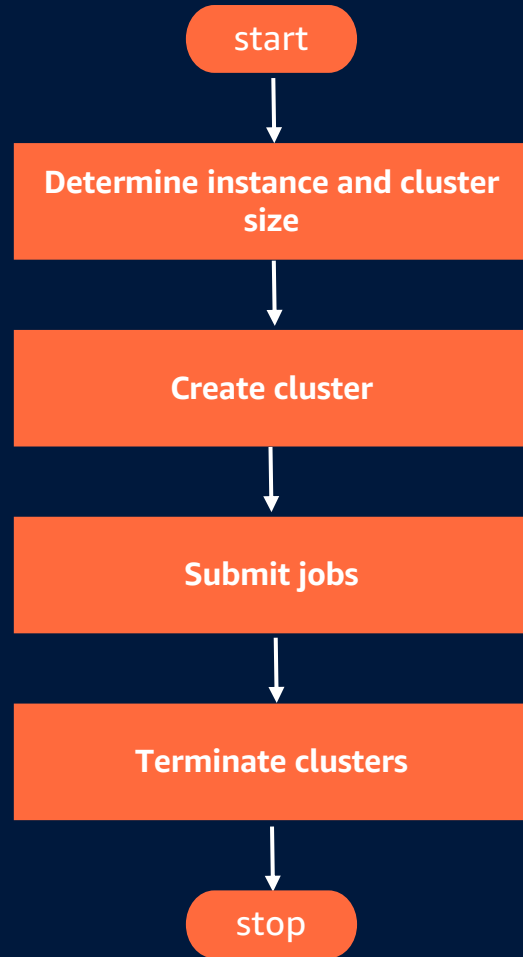 start
Determine instance and cluster
size
Create cluster
Submit jobs
Terminate clusters
stop